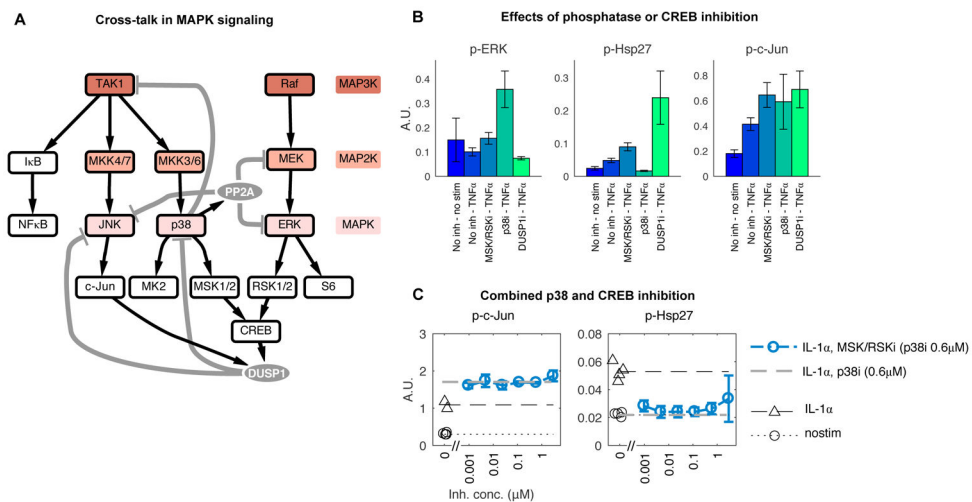 A
Cross-talk in MAPK signaling
TAK1
Raf
MAP3K
IκB
MKK4/7
MKK3/6
MEK
MAP2K
PP2A
NFκB
JNK
p38
ERK
MAPK
c-Jun
MK2
MSK1/2
RSK1/2
S6
CREB
DUSP1
B
Effects of phosphatase or CREB inhibition
p-ERK
p-Hsp27
p-c-Jun
A.U.
0.4
0.3
0.2
0.1
0
0.3
0.2
0.1
0
0.8
0.6
0.4
0.2
0
No inh - no stim
No inh - TNFα
MSK/RSKi - TNFα
p38i - TNFα
DUSP1i - TNFα
No inh - no stim
No inh - TNFα
MSK/RSKi - TNFα
p38i - TNFα
DUSP1i - TNFα
No inh - no stim
No inh - TNFα
MSK/RSKi - TNFα
p38i - TNFα
DUSP1i - TNFα
C
Combined p38 and CREB inhibition
p-c-Jun
p-Hsp27
A.U.
3
2
1
0
0.08
0.06
0.04
0.02
0
0
//
0.001
0.01
0.1
1
0
//
0.001
0.01
0.1
1
Inh. conc. (μM)
IL-1α, MSK/RSKi (p38i 0.6μM)
IL-1α, p38i (0.6μM)
IL-1α
nostim